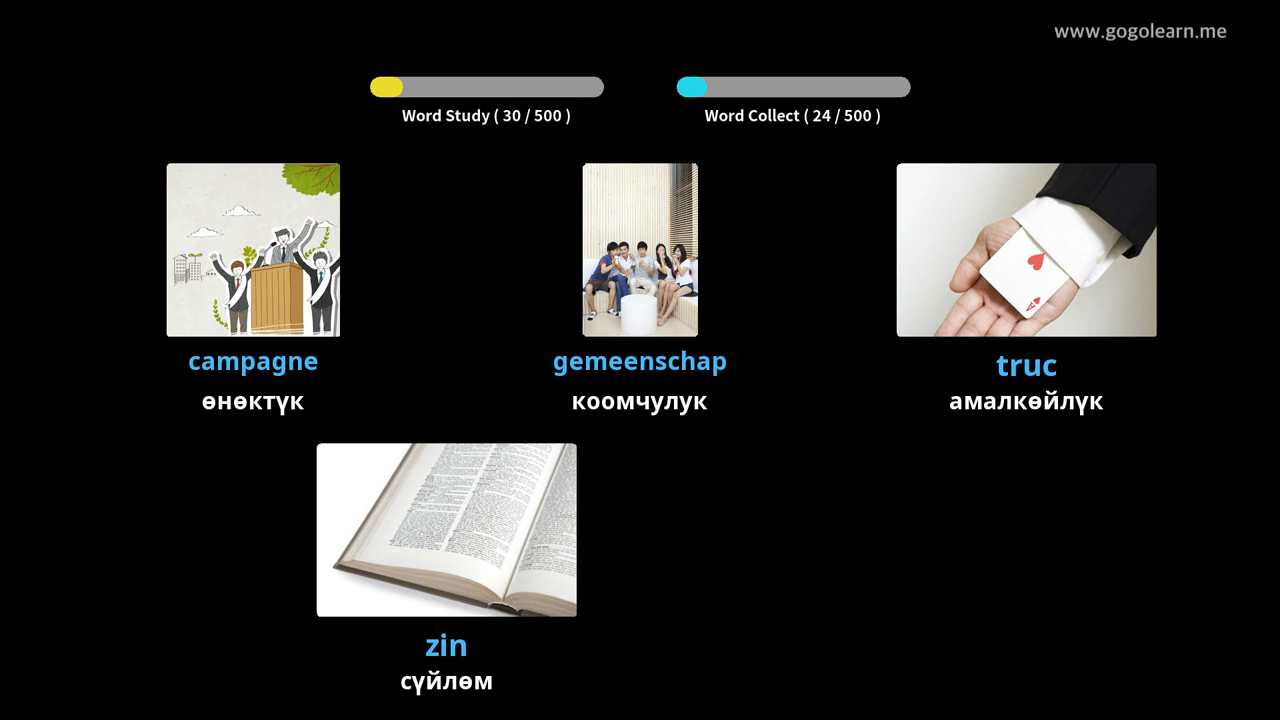 www.gogolearn.me
Word Study ( 30 / 500 )
Word Collect ( 24 / 500 )
campagne
gemeenschap
truc
өнөктүк
коомчулук
амалкөйлүк
zin
сүйлөм